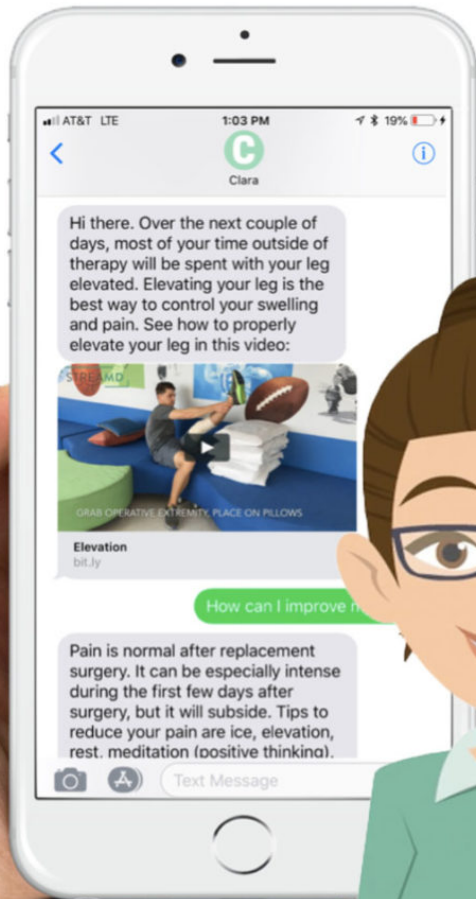 AT&T LTE 1:03 PM 19%
C
Clara
Hi there. Over the next couple of
days, most of your time outside of
therapy will be spent with your leg
elevated. Elevating your leg is the
best way to control your swelling
and pain. See how to properly
elevate your leg in this video:
STREAMD
GRAB OPERATIVE EXTREMITY, PLACE ON PILLOWS
Elevation
bit.ly
How can I improve
Pain is normal after replacement
surgery. It can be especially intense
during the first few days after
surgery, but it will subside. Tips to
reduce your pain are ice, elevation,
rest, meditation (positive thinking),
Text Message